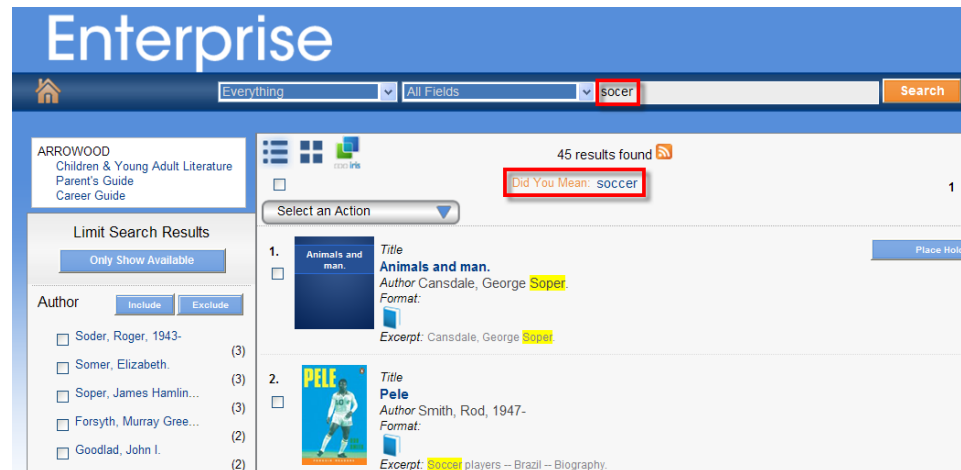 Enterprise
Everything All Fields socer Search
ARROWOOD
Children & Young Adult Literature
Parent's Guide
Career Guide
45 results found
Did You Mean: soccer
1
Select an Action
Limit Search Results
Only Show Available
Author Include Exclude
Soder, Roger, 1943-
(3)
Somer, Elizabeth.
(3)
Soper, James Hamlin...
(3)
Forsyth, Murray Gree...
(2)
Goodlad, John I.
(2)
1.
Animals and
man.
Title
Animals and man.
Author Cansdale, George Soper.
Format:
Excerpt: Cansdale, George Soper.
Place Hol
2.
PELE
Title
Pele
Author Smith, Rod, 1947-
Format:
Excerpt: Soccer players -- Brazil -- Biography.